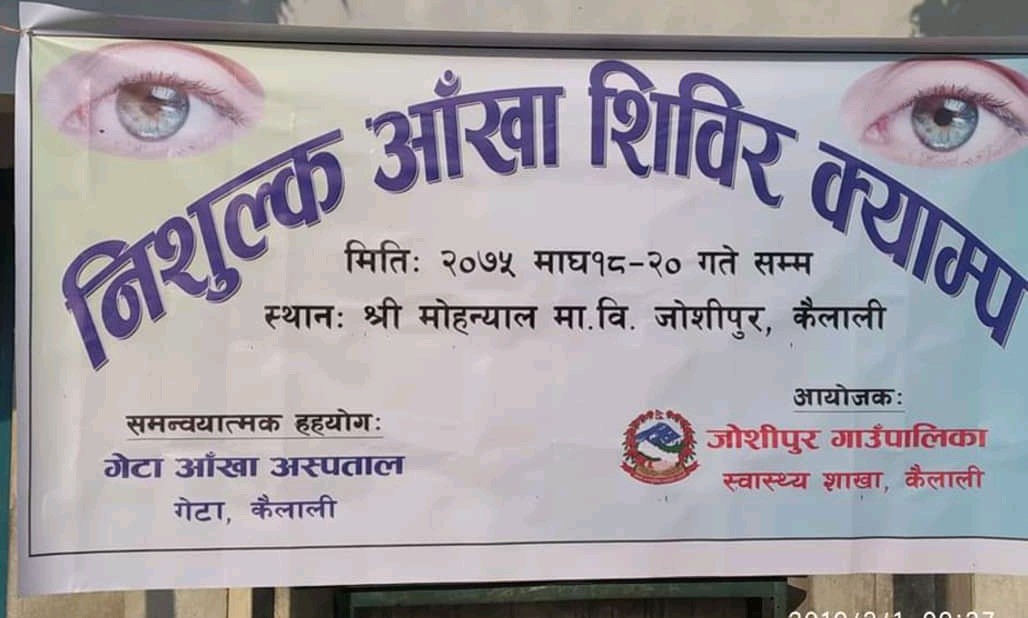 निशुल्क आँखा शिविर क्याम्प
मितिः २०७५ माघ१८-२० गते सम्म
स्थानः श्री मोहन्याल मा.वि. जोशीपुर, कैलाली
समन्वयात्मक हहयोगः
गेटा आँखा अस्पताल
गेटा, कैलाली
आयोजकः
जोशीपुर गाउँपालिका
स्वास्थ्य शाखा, कैलाली